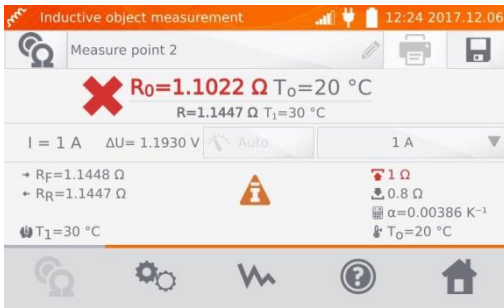 Inductive object measurement 12:24 2017.12.06
Measure point 2
R₀=1.1022 Ω T₀=20 °C
R=1.1447 Ω T₁=30 °C
I = 1 A ΔU= 1.1930 V Auto 1 A
R_F=1.1448 Ω 1 Ω
R_R=1.1447 Ω 0.8 Ω
α=0.00386 K⁻¹
T₁=30 °C T₀=20 °C